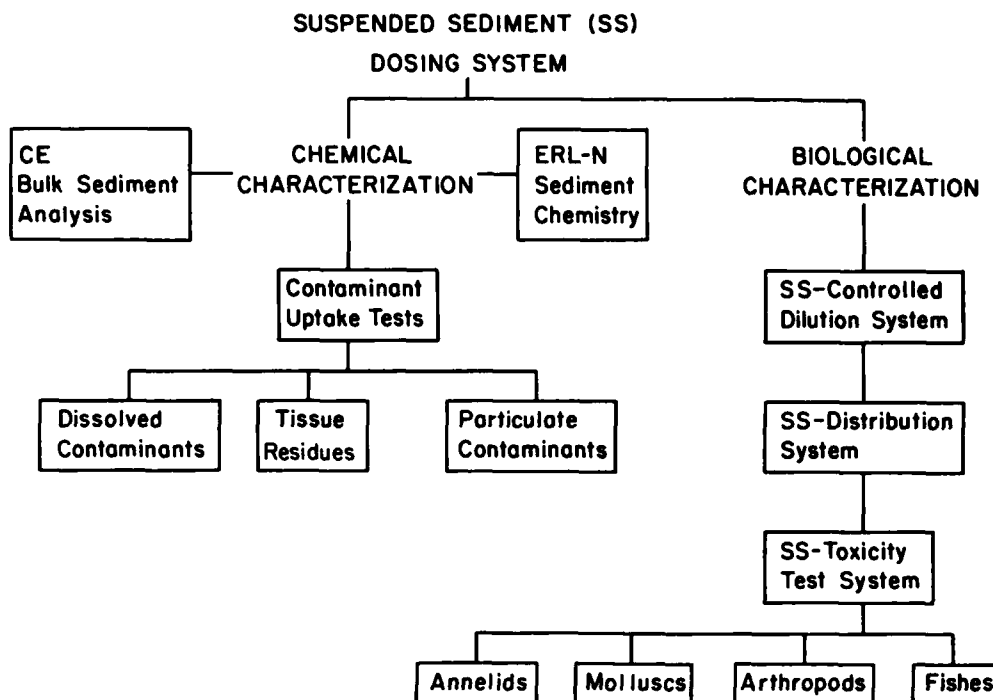 SUSPENDED SEDIMENT (SS)
DOSING SYSTEM
CE
Bulk Sediment
Analysis
CHEMICAL
CHARACTERIZATION
ERL-N
Sediment
Chemistry
BIOLOGICAL
CHARACTERIZATION
Contaminant
Uptake Tests
SS-Controlled
Dilution System
Dissolved
Contaminants
Tissue
Residues
Particulate
Contaminants
SS-Distribution
System
SS-Toxicity
Test System
Annelids
Molluscs
Arthropods
Fishes